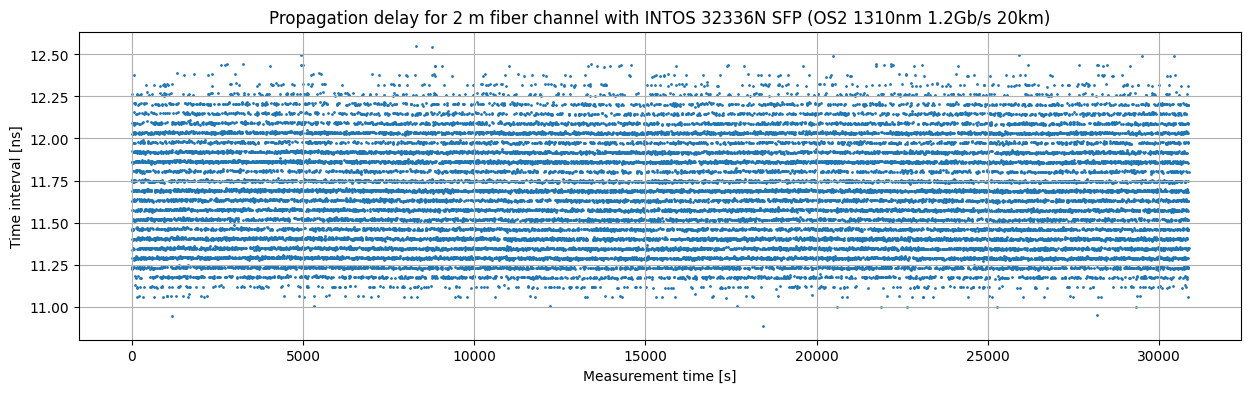 Propagation delay for 2 m fiber channel with INTOS 32336N SFP (OS2 1310nm 1.2Gb/s 20km)
Time interval [ns]
12.50
12.25
12.00
11.75
11.50
11.25
11.00
0 5000 10000 15000 20000 25000 30000
Measurement time [s]